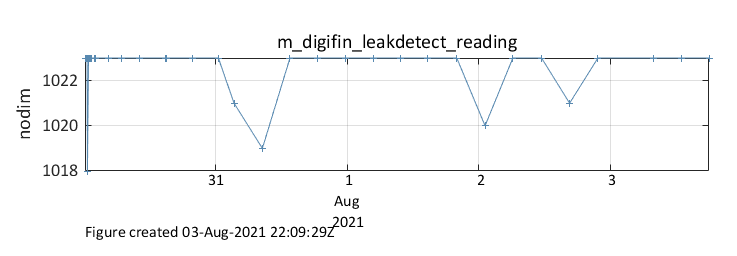 m_digifin_leakdetect_reading
nodim
1022
1020
1018
31
1
2
3
Aug
2021
Figure created 03-Aug-2021 22:09:29Z